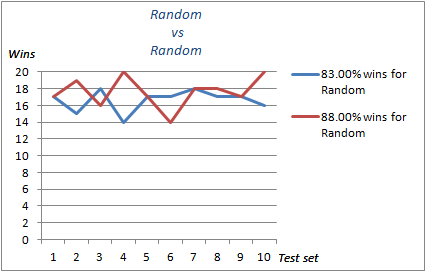 Random
vs
Random
Wins
20
18
16
14
12
10
8
6
4
2
0
1 2 3 4 5 6 7 8 9 10 Test set
83.00% wins for
Random
88.00% wins for
Random